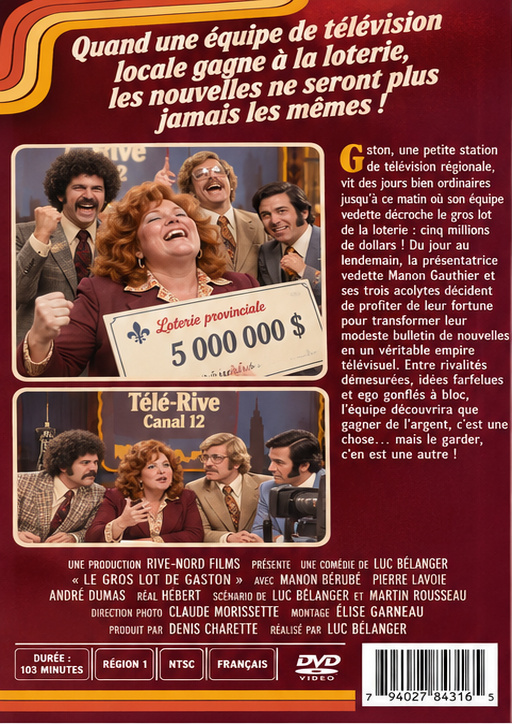 Quand une équipe de télévision
locale gagne à la loterie,
les nouvelles ne seront plus
jamais les mêmes !
Rive
12
Loterie provinciale
5 000 000 $
Gston, une petite station
de télévision régionale,
vit des jours bien ordinaires
jusqu'à ce matin où son équipe
vedette décroche le gros lot
de la loterie : cinq millions
de dollars ! Du jour au
lendemain, la présentatrice
vedette Manon Gauthier et
ses trois acolytes décident
de profiter de leur fortune
pour transformer leur
modeste bulletin de nouvelles
en un véritable empire
télévisuel. Entre rivalités
démesurées, idées farfelues
et ego gonflés à bloc,
l'équipe découvrira que
gagner de l'argent, c'est une
chose... mais le garder,
c'en est une autre !
Télé-Rive
Canal 12
UNE PRODUCTION RIVE-NORD FILMS PRÉSENTE UNE COMÉDIE DE LUC BÉLANGER
« LE GROS LOT DE GASTON » AVEC MANON BÉRUBÉ PIERRE LAVOIE
ANDRÉ DUMAS RÉAL HÉBERT SCÉNARIO DE LUC BÉLANGER ET MARTIN ROUSSEAU
DIRECTION PHOTO CLAUDE MORISSETTE MONTAGE ÉLISE GARNEAU
PRODUIT PAR DENIS CHARETTE RÉALISÉ PAR LUC BÉLANGER
DURÉE :
103 MINUTES
RÉGION 1
NTSC
FRANÇAIS
DVD
VIDEO
7 94027 84316 5